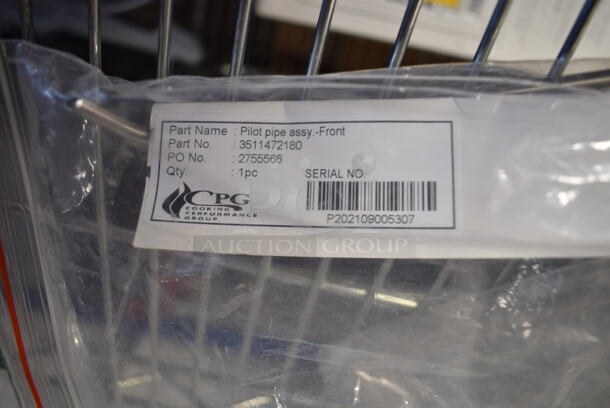 Part Name : Pilot pipe assy.-Front
Part No. : 3511472180
PO No. : 2755566
Qty. : 1pc
SERIAL NO.
CPG
COOKING
PERFORMANCE
GROUP
P202109005307
AUCTION GROUP